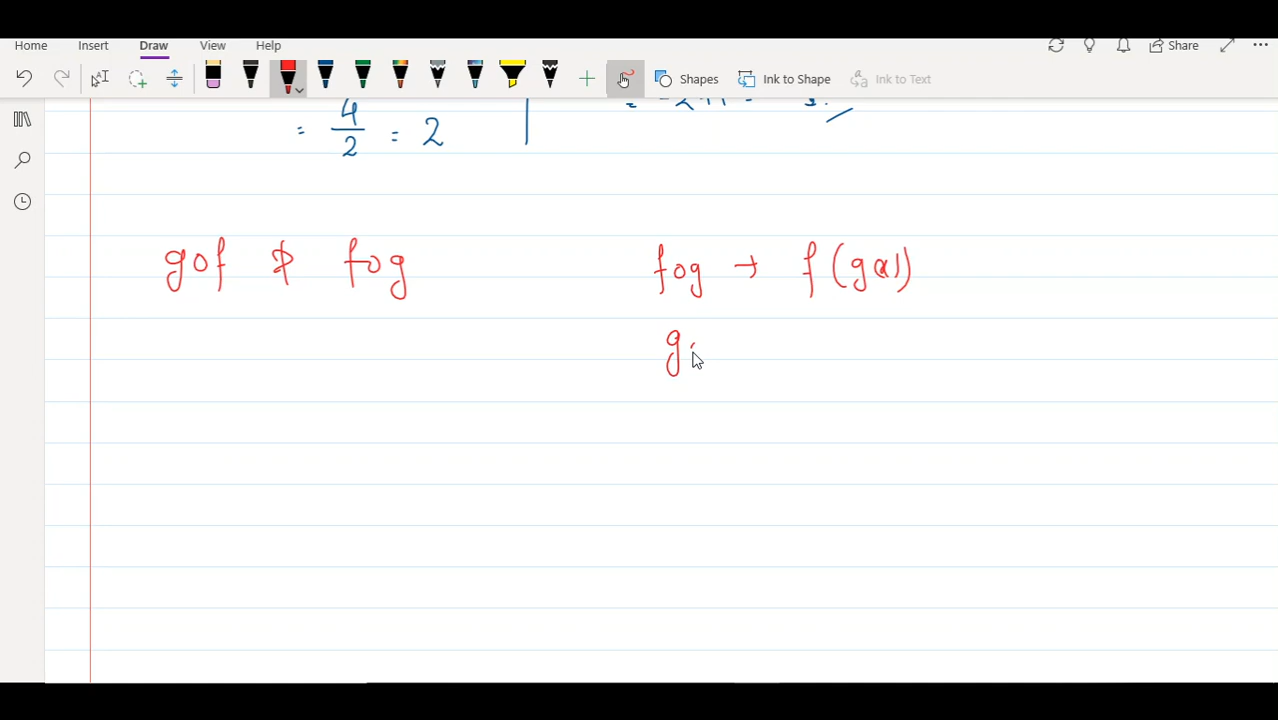 Home Insert Draw View Help Share
Shapes Ink to Shape Ink to Text
= 4/2 = 2
gof ≠ fog
fog → f(g(x))
g.